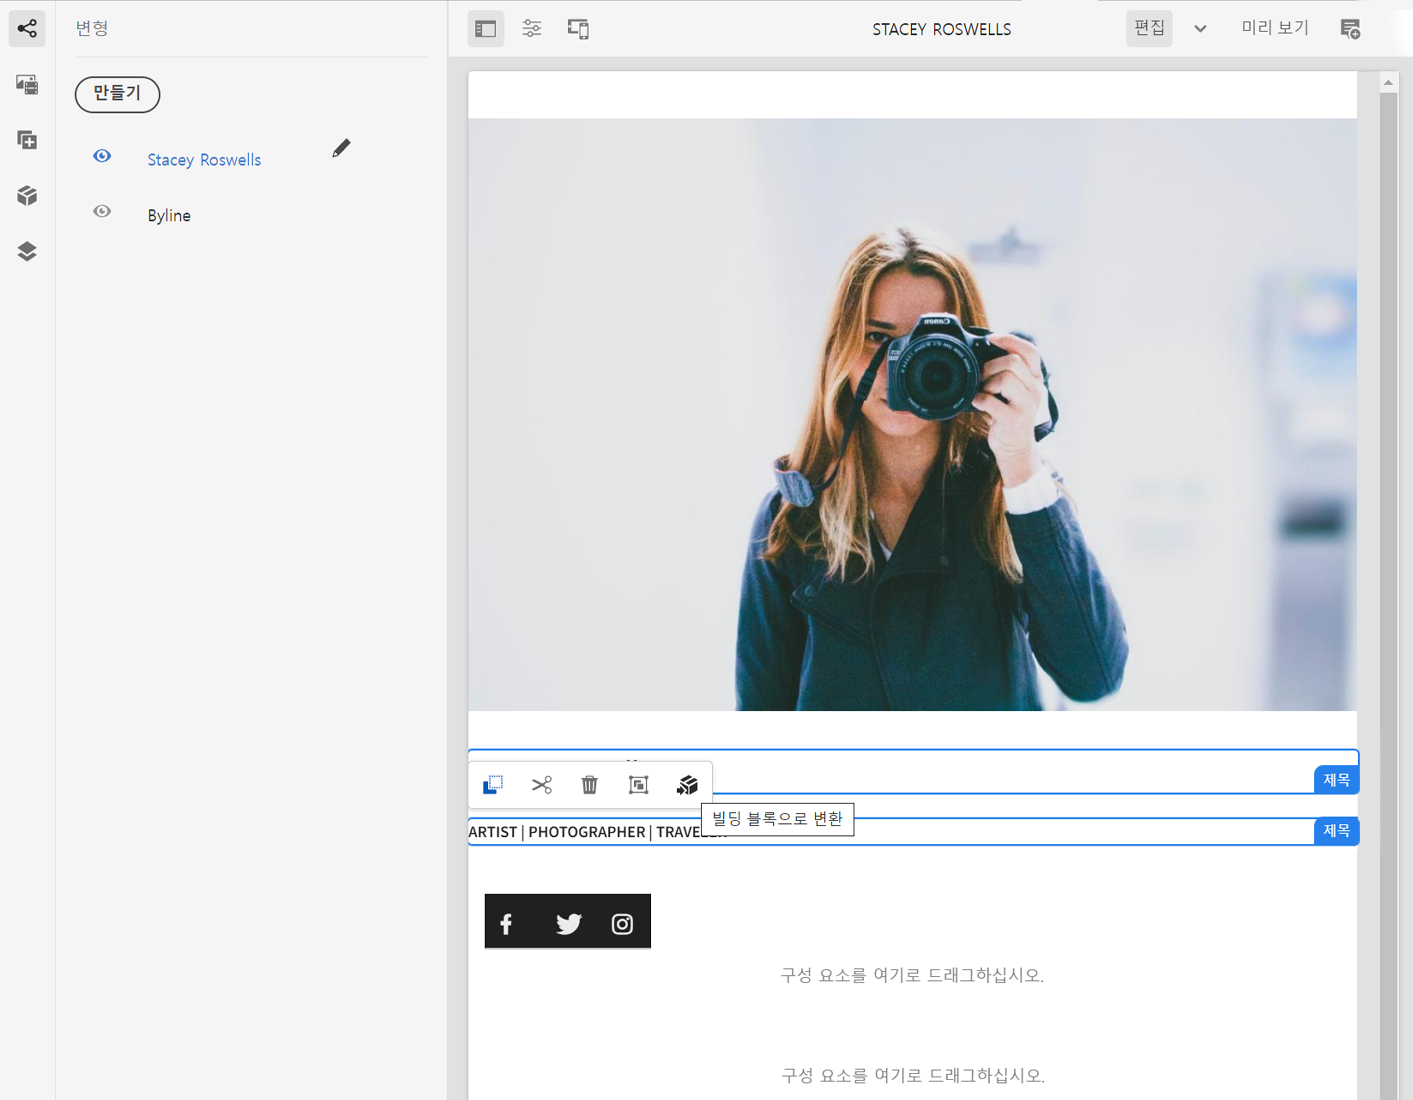 변형
STACEY ROSWELLS
편집
미리 보기
만들기
Stacey Roswells
Byline
Canon
제목
빌딩 블록으로 변환
ARTIST | PHOTOGRAPHER | TRAVELER
제목
구성 요소를 여기로 드래그하십시오.
구성 요소를 여기로 드래그하십시오.